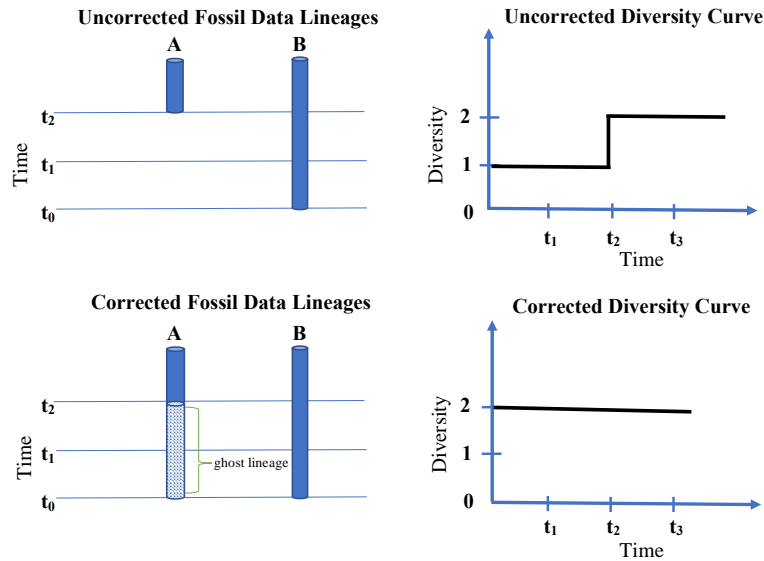 Uncorrected Fossil Data Lineages
A B
t2
t1
t0
Time
Uncorrected Diversity Curve
Diversity
2
1
0
t1 t2 t3
Time
Corrected Fossil Data Lineages
A B
t2
t1
t0
Time
ghost lineage
Corrected Diversity Curve
Diversity
2
1
0
t1 t2 t3
Time